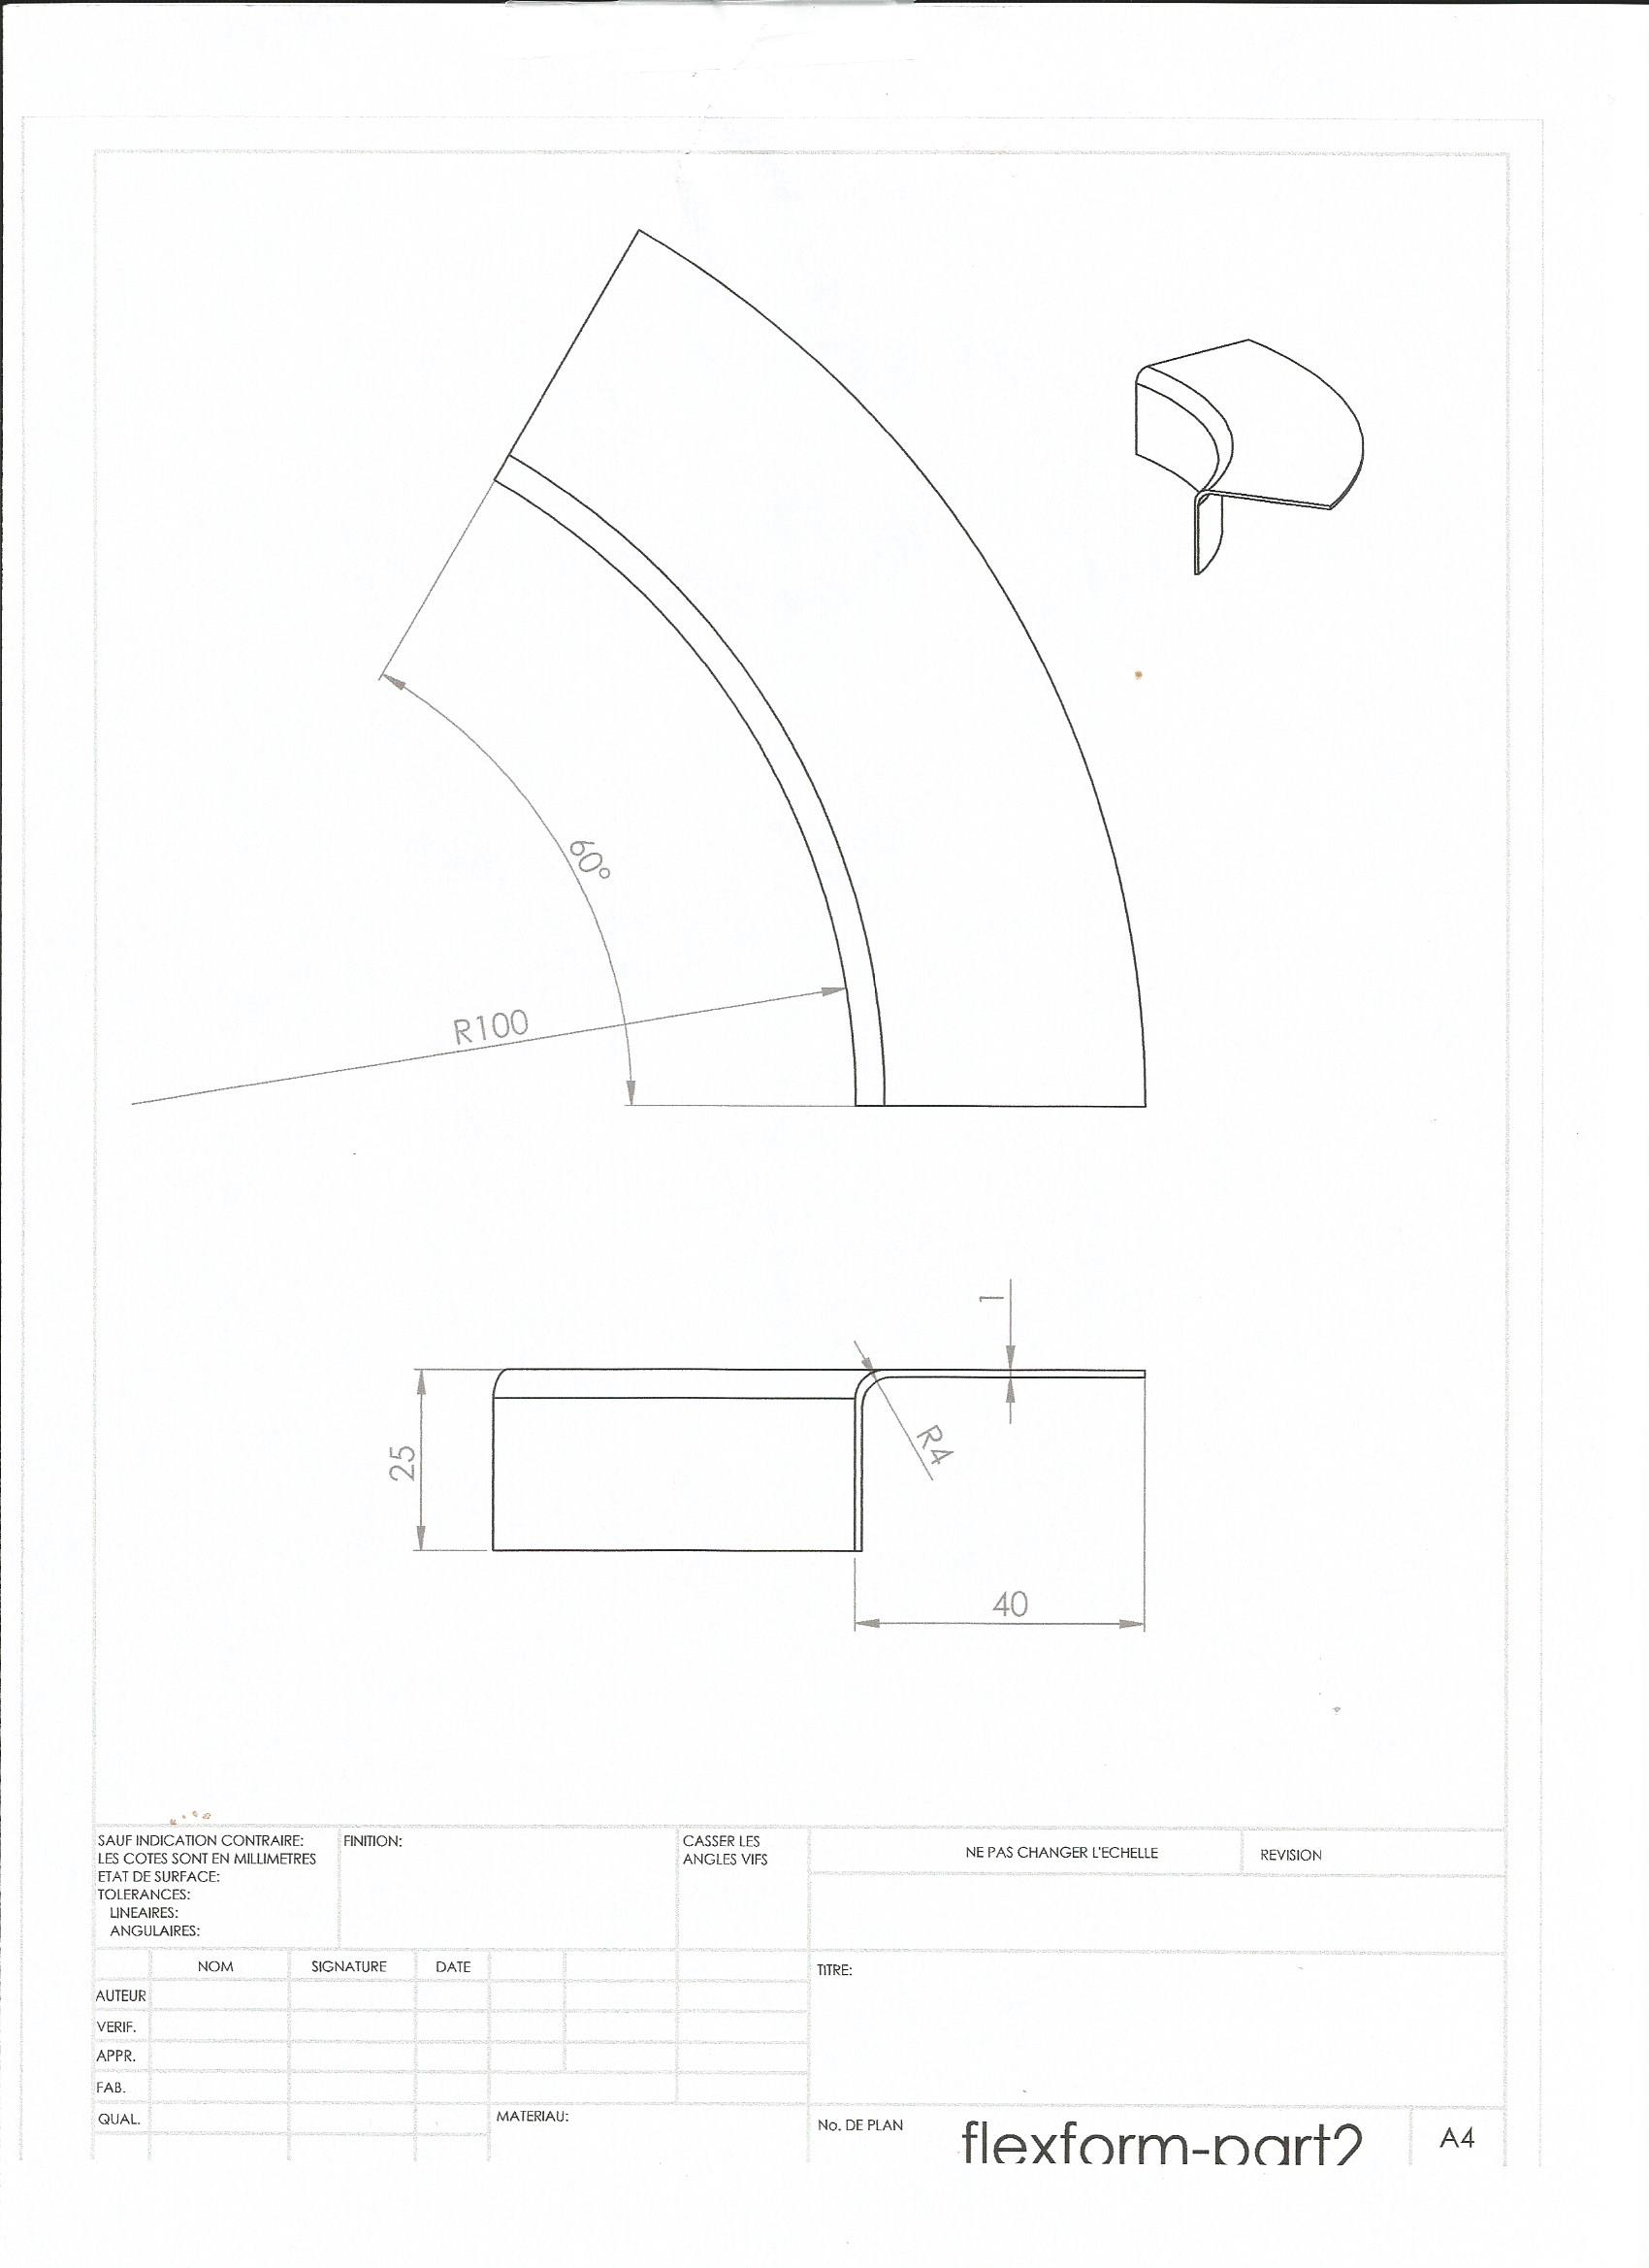 60°
R100
1
R4
25
40
SAUF INDICATION CONTRAIRE:
LES COTES SONT EN MILLIMETRES
ETAT DE SURFACE:
TOLERANCES:
LINEAIRES:
ANGULAIRES:
FINITION:
CASSER LES
ANGLES VIFS
NE PAS CHANGER L'ECHELLE
REVISION
NOM
SIGNATURE
DATE
AUTEUR
VERIF.
APPR.
FAB.
QUAL.
MATERIAU:
TITRE:
No. DE PLAN
flexform-part2
A4